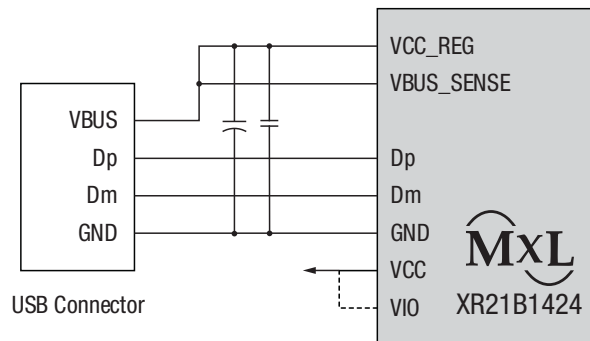 VCC_REG
VBUS_SENSE
VBUS
Dp
Dp
Dm
Dm
GND
GND
VCC
VIO
MxL
XR21B1424
USB Connector